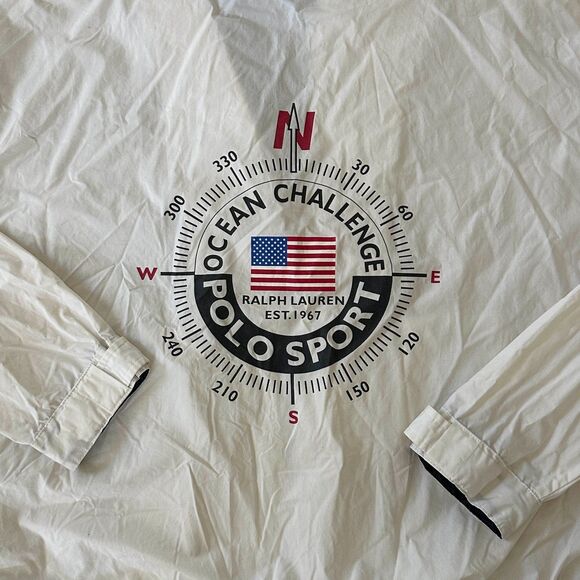 N
330
30
300
60
OCEAN CHALLENGE
W
E
RALPH LAUREN
EST. 1967
POLO SPORT
240
120
210
150
S